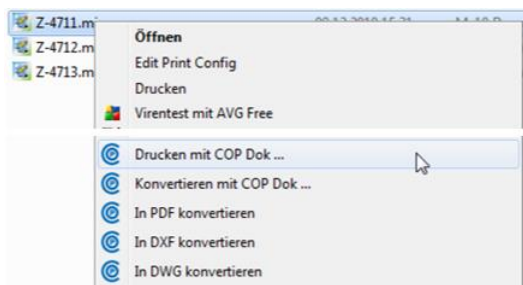 Z-4711.m
Z-4712.m
Z-4713.m
Öffnen
Edit Print Config
Drucken
Virentest mit AVG Free
Drucken mit COP Dok ...
Konvertieren mit COP Dok ...
In PDF konvertieren
In DXF konvertieren
In DWG konvertieren